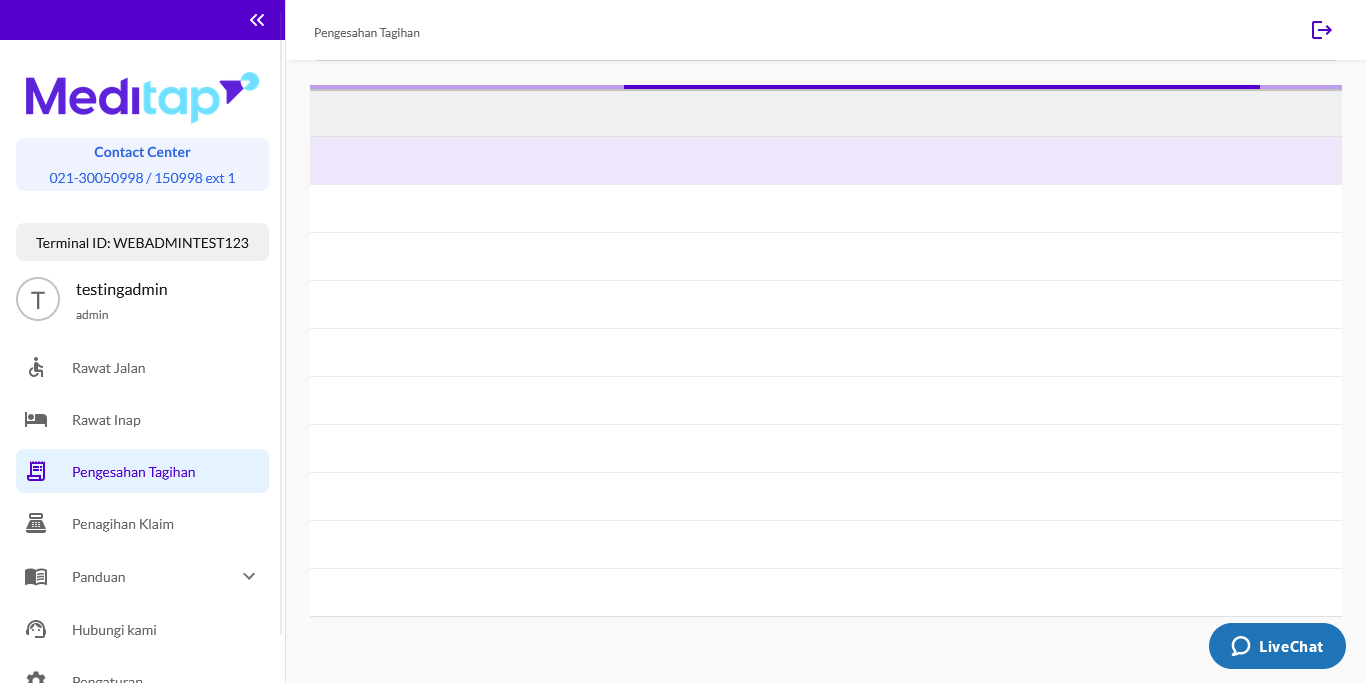 Meditap
Contact Center
021-30050998 / 150998 ext 1
Terminal ID: WEBADMINTEST123
T
testingadmin
admin
Rawat Jalan
Rawat Inap
Pengesahan Tagihan
Penagihan Klaim
Panduan
Hubungi kami
Pengaturan
Pengesahan Tagihan
LiveChat